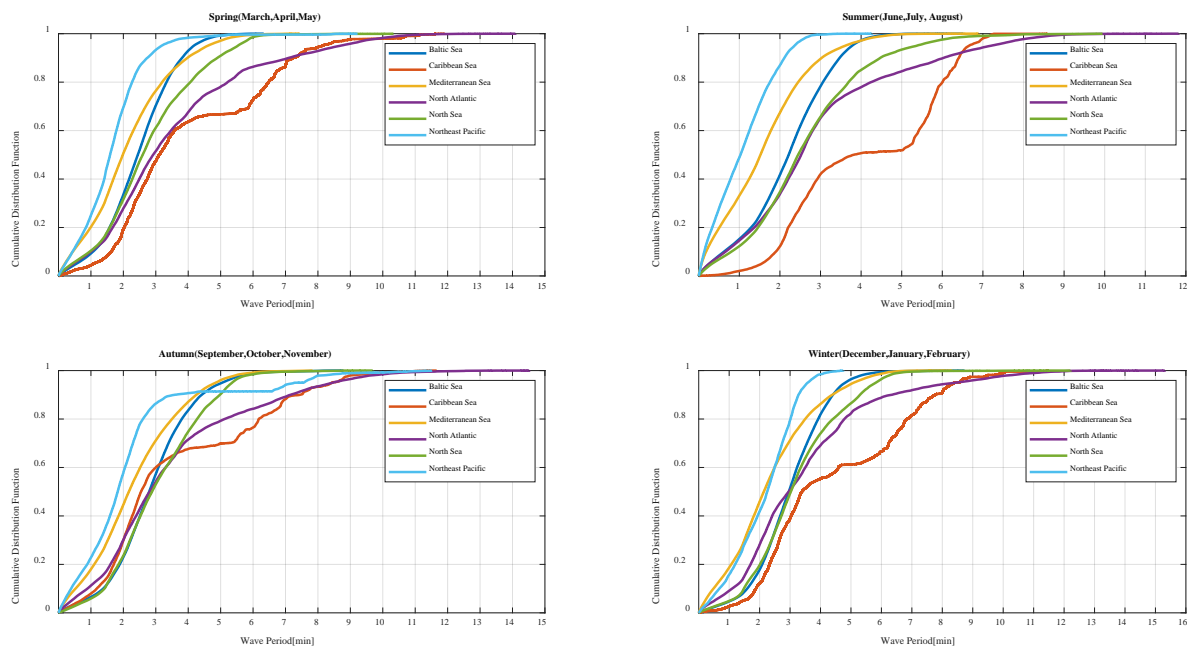 Spring(March,April,May)
1
0.8
0.6
0.4
0.2
0
Cumulative Distribution Function
Baltic Sea
Caribbean Sea
Mediterranean Sea
North Atlantic
North Sea
Northeast Pacific
1 2 3 4 5 6 7 8 9 10 11 12 13 14 15
Wave Period[min]
Summer(June,July, August)
1
0.8
0.6
0.4
0.2
0
Cumulative Distribution Function
Baltic Sea
Caribbean Sea
Mediterranean Sea
North Atlantic
North Sea
Northeast Pacific
1 2 3 4 5 6 7 8 9 10 11 12
Wave Period[min]
Autumn(September,October,November)
1
0.8
0.6
0.4
0.2
0
Cumulative Distribution Function
Baltic Sea
Caribbean Sea
Mediterranean Sea
North Atlantic
North Sea
Northeast Pacific
1 2 3 4 5 6 7 8 9 10 11 12 13 14 15
Wave Period[min]
Winter(December,January,February)
1
0.8
0.6
0.4
0.2
0
Cumulative Distribution Function
Baltic Sea
Caribbean Sea
Mediterranean Sea
North Atlantic
North Sea
Northeast Pacific
1 2 3 4 5 6 7 8 9 10 11 12 13 14 15 16
Wave Period[min]